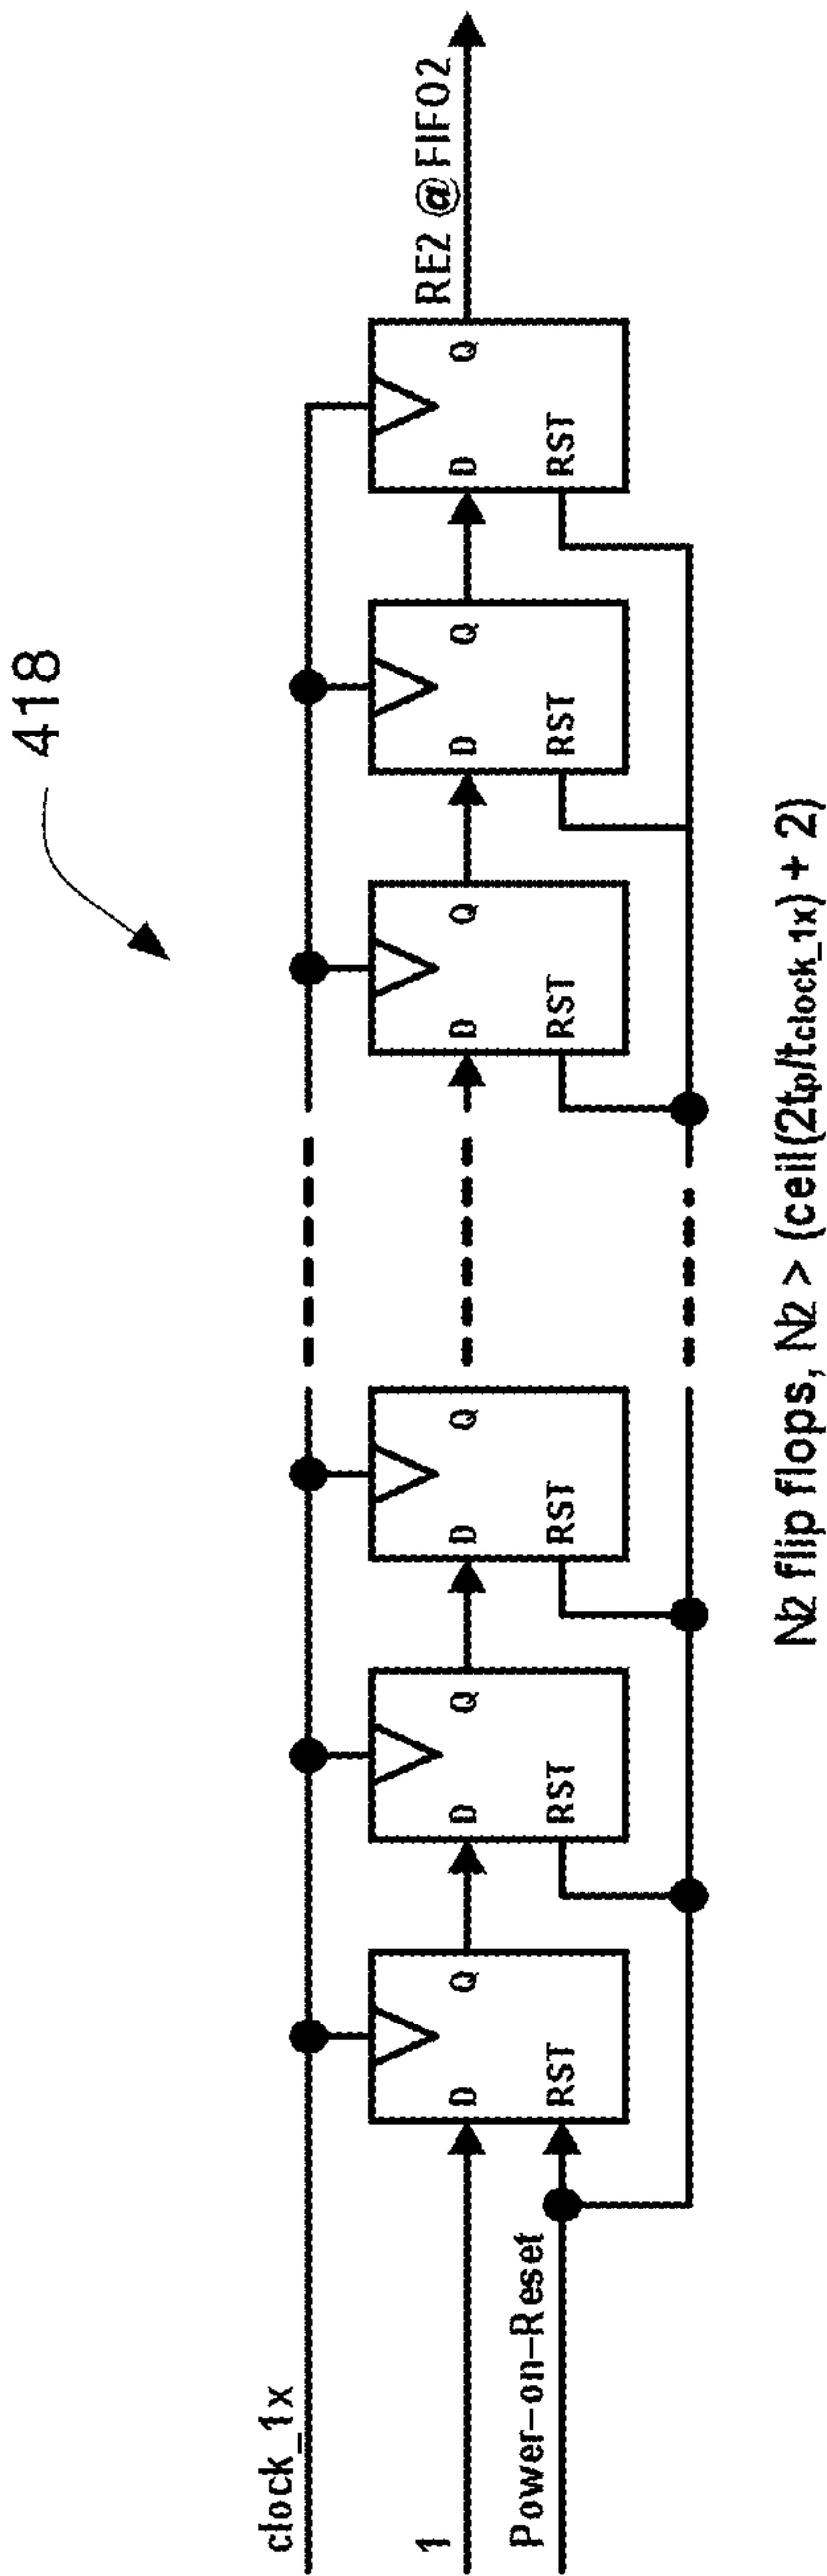 418
clock_1x
1
Power-on-Reset
D Q RST
D Q RST
D Q RST
D Q RST
D Q RST
D Q RST
RE2 @ FIFO2
N2 flip flops, N2 > (ceil(2tp/tclock_1x) + 2)